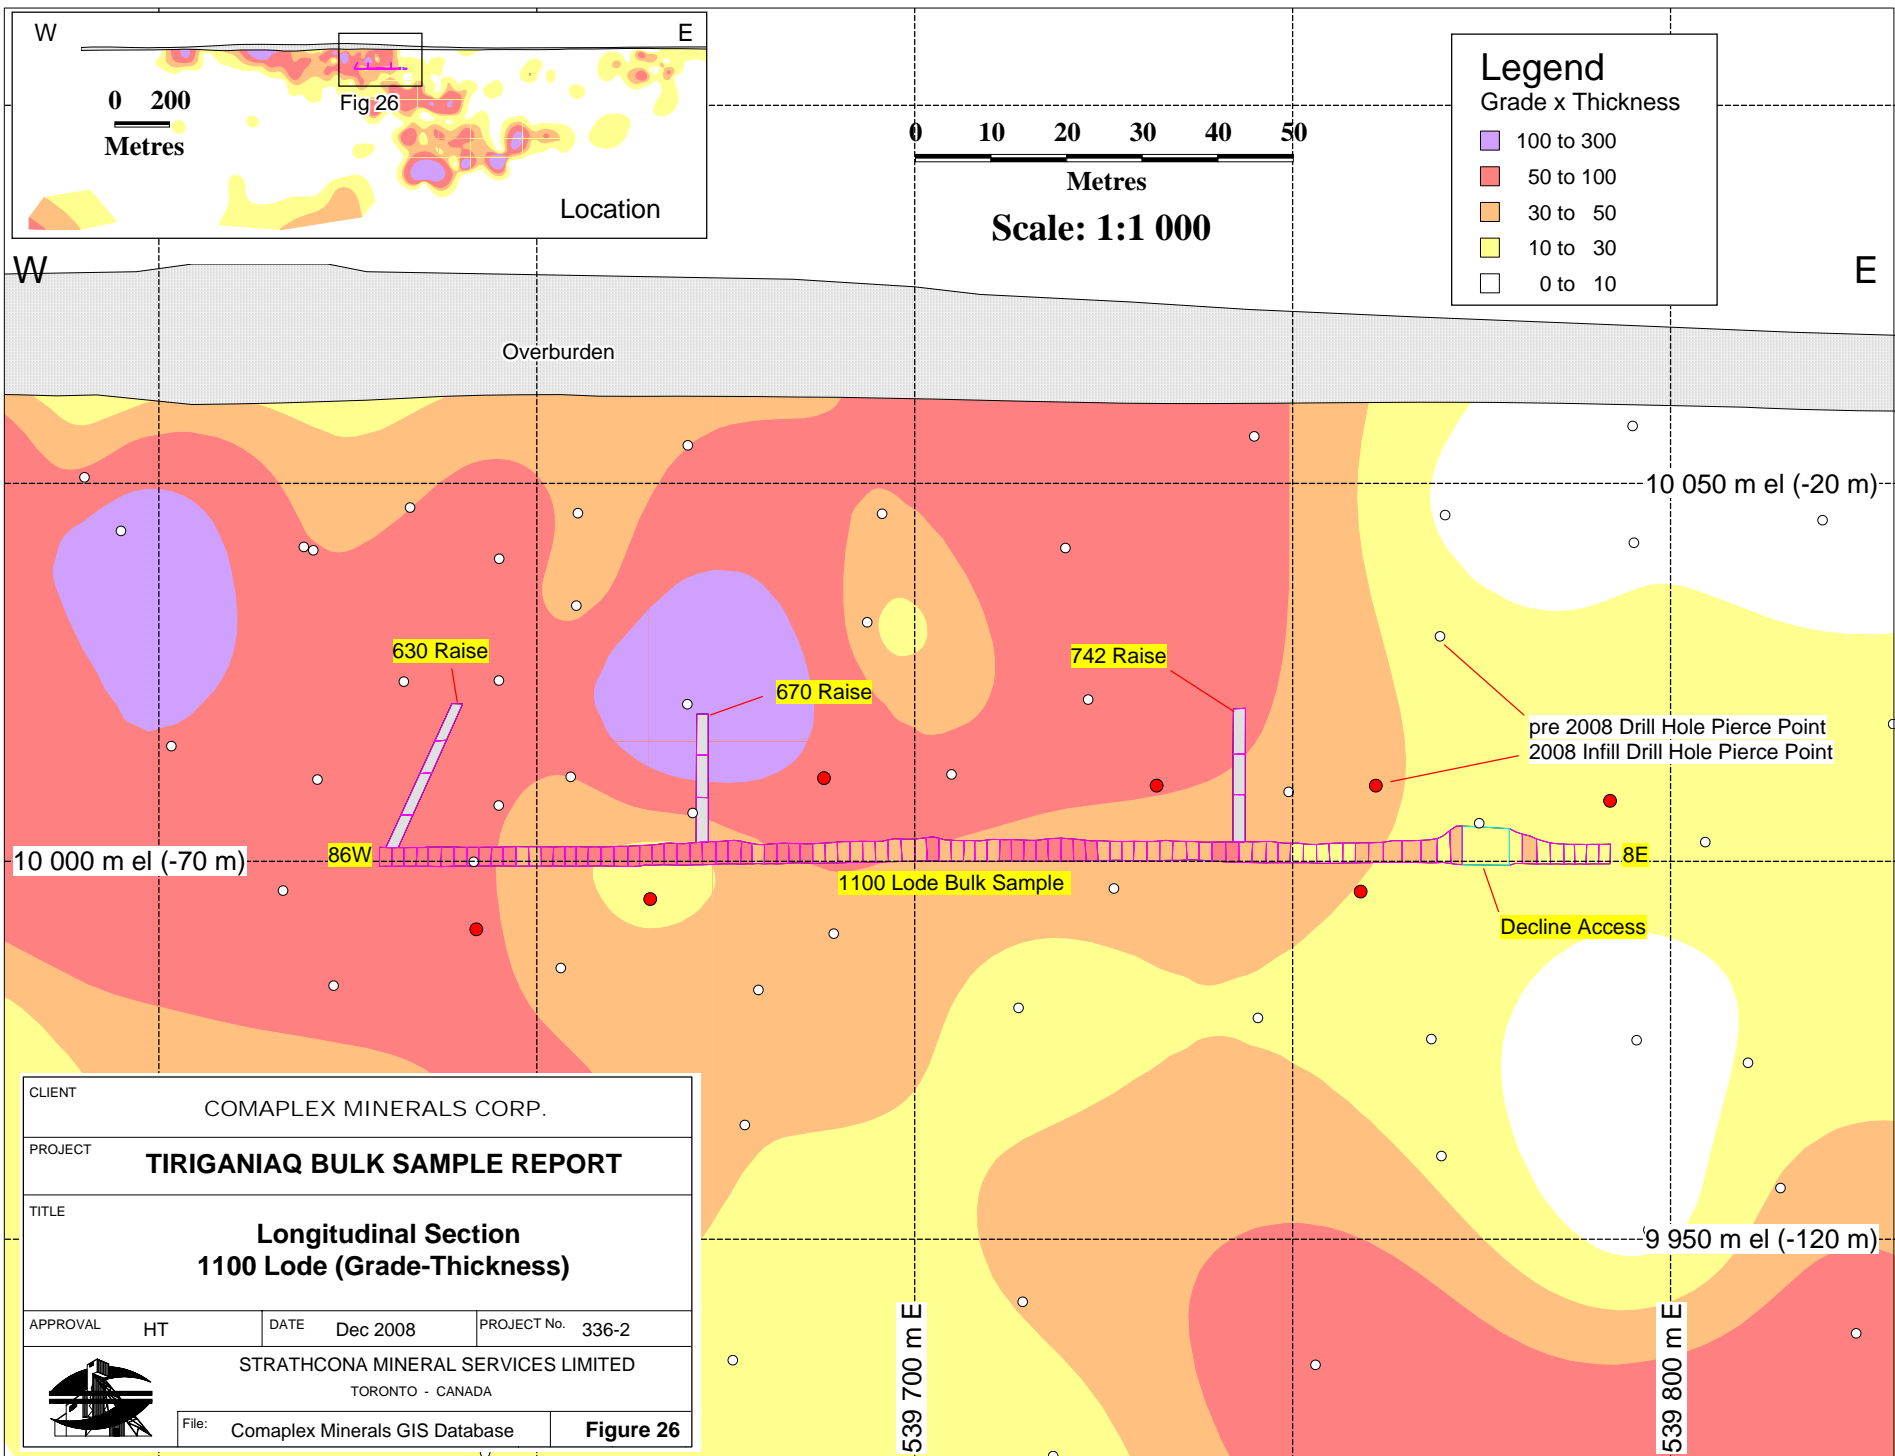 W
E
Fig 26
0 200
Metres
Location
0 10 20 30 40 50
Metres
Scale: 1:1 000
Legend
Grade x Thickness
100 to 300
50 to 100
30 to 50
10 to 30
0 to 10
W
E
Overburden
10 050 m el (-20 m)
630 Raise
670 Raise
742 Raise
pre 2008 Drill Hole Pierce Point
2008 Infill Drill Hole Pierce Point
10 000 m el (-70 m)
86W
8E
1100 Lode Bulk Sample
Decline Access
9 950 m el (-120 m)
539 700 m E
539 800 m E
CLIENT
COMAPLEX MINERALS CORP.
PROJECT
TIRIGANIAQ BULK SAMPLE REPORT
TITLE
Longitudinal Section
1100 Lode (Grade-Thickness)
APPROVAL HT DATE Dec 2008 PROJECT No. 336-2
STRATHCONA MINERAL SERVICES LIMITED
TORONTO - CANADA
File: Comaplex Minerals GIS Database Figure 26